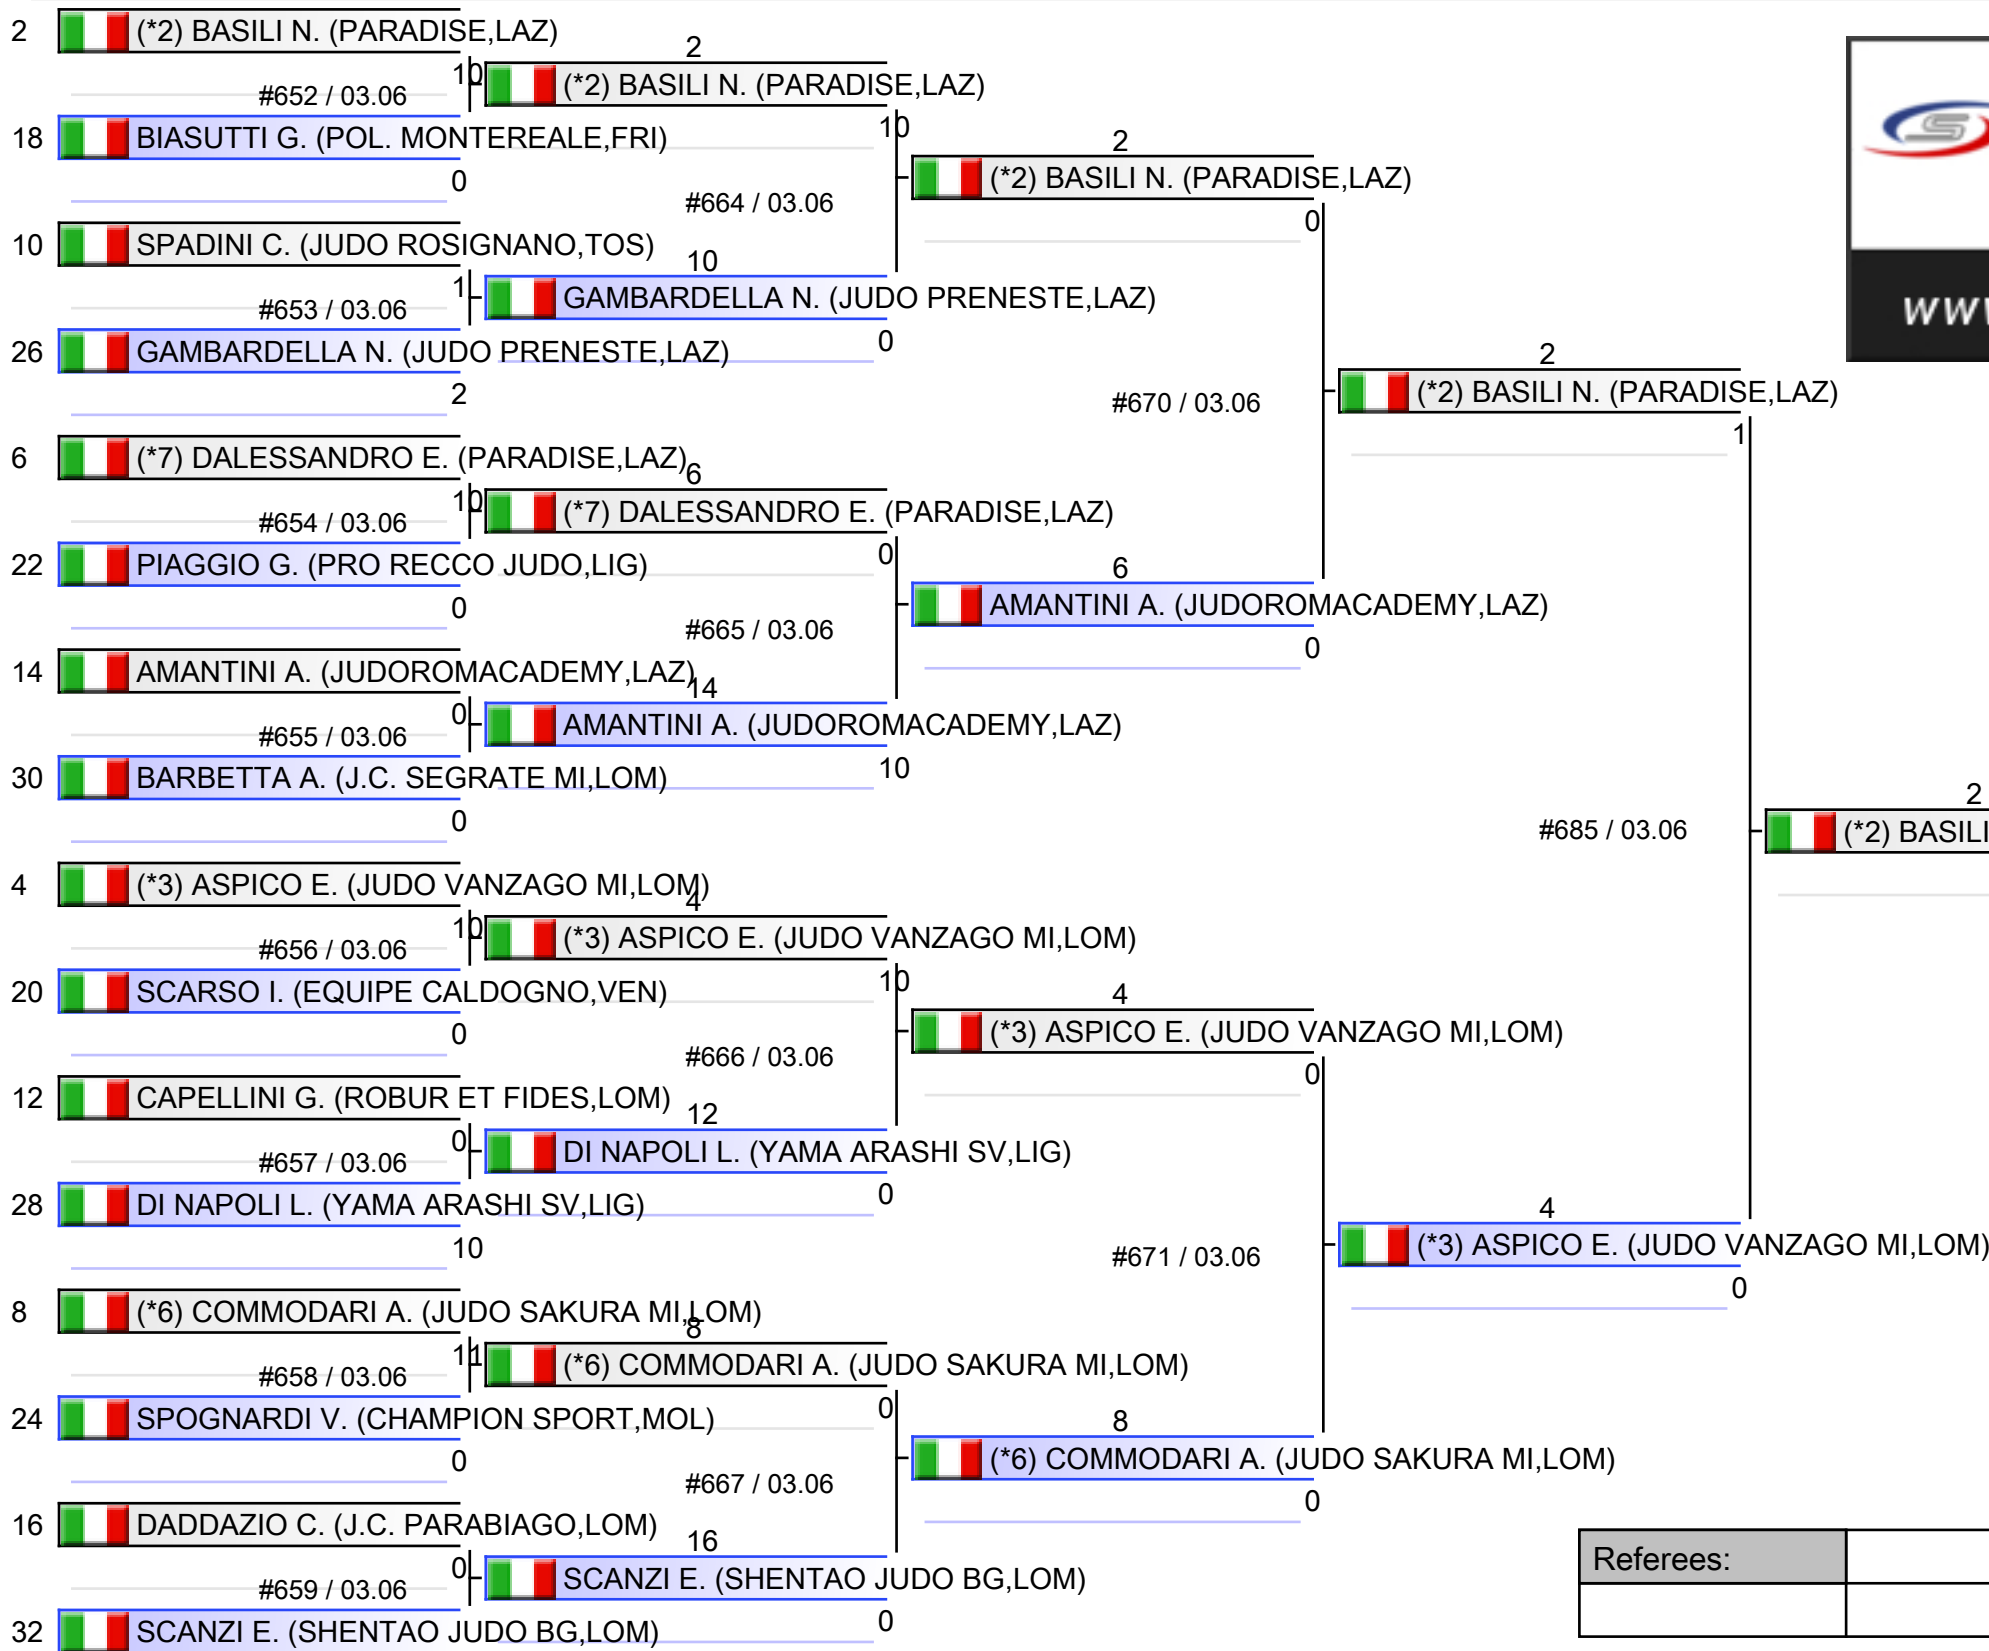 2 (*2) BASILI N. (PARADISE,LAZ)
10
#652 / 03.06
18 BIASUTTI G. (POL. MONTEREALE,FRI)
0
10 SPADINI C. (JUDO ROSIGNANO,TOS)
1
#653 / 03.06
26 GAMBARDELLA N. (JUDO PRENESTE,LAZ)
2
6 (*7) DALESSANDRO E. (PARADISE,LAZ)
10
#654 / 03.06
22 PIAGGIO G. (PRO RECCO JUDO,LIG)
0
14 AMANTINI A. (JUDOROMACADEMY,LAZ)
0
#655 / 03.06
30 BARBETTA A. (J.C. SEGRATE MI,LOM)
0
4 (*3) ASPICO E. (JUDO VANZAGO MI,LOM)
10
#656 / 03.06
20 SCARSO I. (EQUIPE CALDOGNO,VEN)
0
12 CAPELLINI G. (ROBUR ET FIDES,LOM)
0
#657 / 03.06
28 DI NAPOLI L. (YAMA ARASHI SV,LIG)
10
8 (*6) COMMODARI A. (JUDO SAKURA MI,LOM)
11
#658 / 03.06
24 SPOGNARDI V. (CHAMPION SPORT,MOL)
0
16 DADDAZIO C. (J.C. PARABIAGO,LOM)
0
#659 / 03.06
32 SCANZI E. (SHENTAO JUDO BG,LOM)
2
(*2) BASILI N. (PARADISE,LAZ)
10
#664 / 03.06
10
GAMBARDELLA N. (JUDO PRENESTE,LAZ)
0
6
(*7) DALESSANDRO E. (PARADISE,LAZ)
0
#665 / 03.06
14
AMANTINI A. (JUDOROMACADEMY,LAZ)
10
4
(*3) ASPICO E. (JUDO VANZAGO MI,LOM)
10
#666 / 03.06
12
DI NAPOLI L. (YAMA ARASHI SV,LIG)
0
8
(*6) COMMODARI A. (JUDO SAKURA MI,LOM)
0
#667 / 03.06
16
SCANZI E. (SHENTAO JUDO BG,LOM)
0
2
(*2) BASILI N. (PARADISE,LAZ)
0
#670 / 03.06
6
AMANTINI A. (JUDOROMACADEMY,LAZ)
0
4
(*3) ASPICO E. (JUDO VANZAGO MI,LOM)
0
#671 / 03.06
8
(*6) COMMODARI A. (JUDO SAKURA MI,LOM)
0
2
(*2) BASILI N. (PARADISE,LAZ)
1
#685 / 03.06
4
(*3) ASPICO E. (JUDO VANZAGO MI,LOM)
0
2
(*2) BASILI
S
Referees: